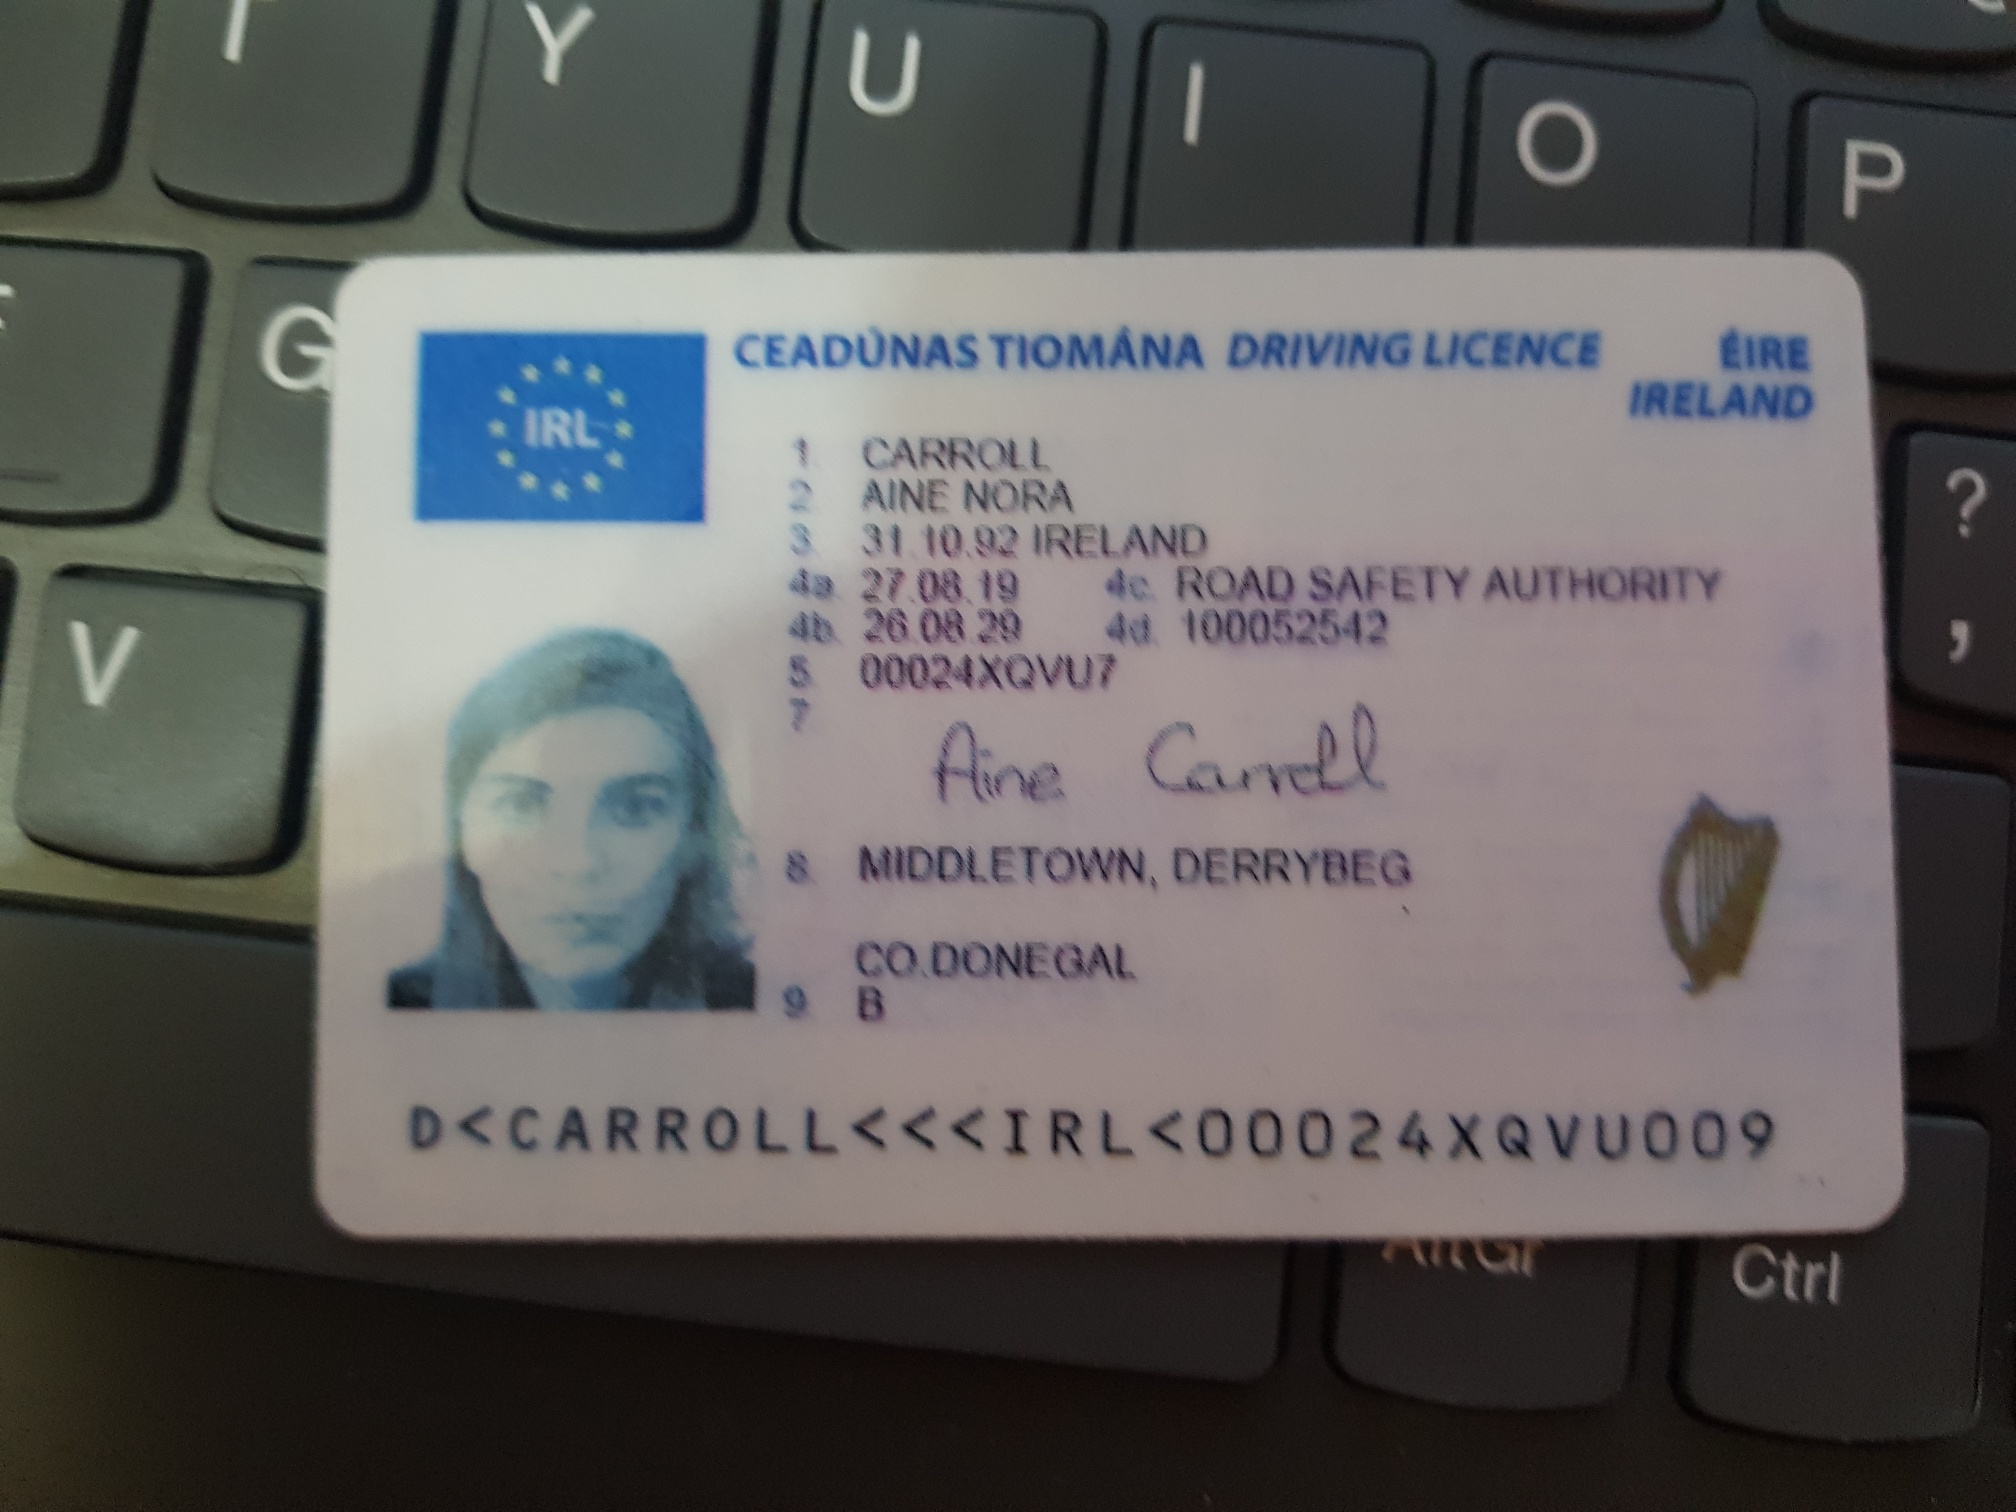 T Y U I O P
G
? ,
V
IRL
CEADÚNAS TIOMÁNA DRIVING LICENCE ÉIRE
IRELAND
1. CARROLL
2. AINE NORA
3. 31.10.92 IRELAND
4a. 27.08.19 4c. ROAD SAFETY AUTHORITY
4b. 26.08.29 4d. 100052542
5. 00024XQVU7
7.
Aine Carroll
8. MIDDLETOWN, DERRYBEG
CO.DONEGAL
9. B
D<CARROLL<<<IRL<00024XQVU009
AltGr Ctrl